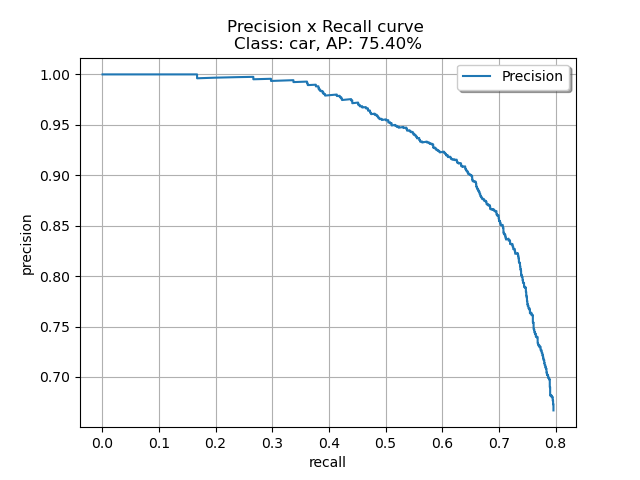 Precision x Recall curve
Class: car, AP: 75.40%
Precision
1.00
0.95
0.90
0.85
0.80
0.75
0.70
precision
0.0 0.1 0.2 0.3 0.4 0.5 0.6 0.7 0.8
recall